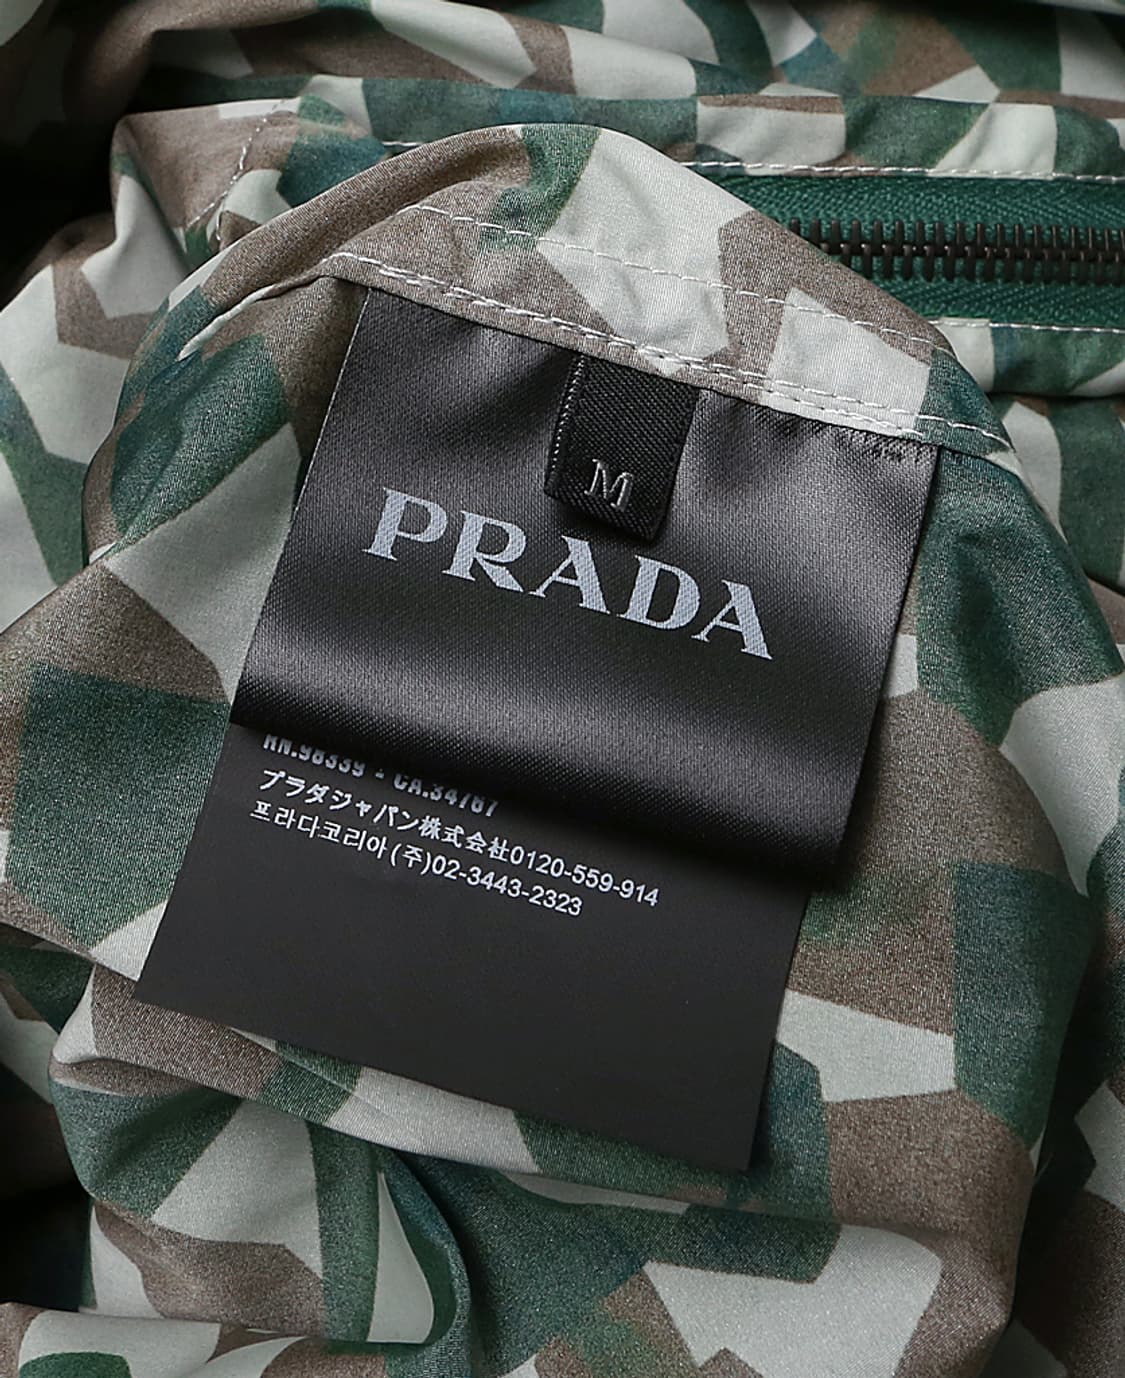 M
PRADA
RN.98339 - CA.34767
プラダジャパン株式会社0120-559-914
프라다코리아(주)02-3443-2323